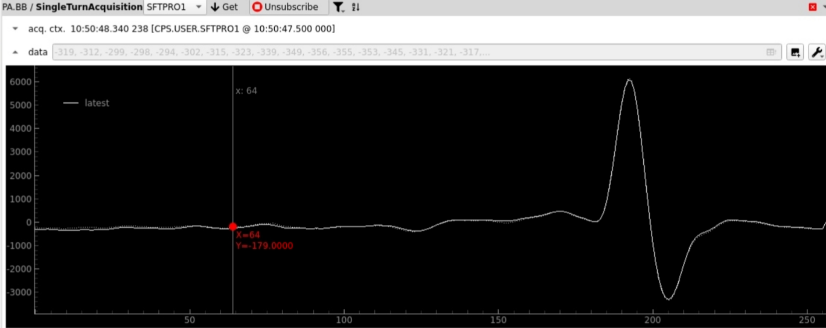 PA.BB / SingleTurnAcquisition SFTPRO1 Get Unsubscribe
acq. ctx. 10:50:48.340 238 [CPS.USER.SFTPRO1 @ 10:50:47.500 000]
data -319, -312, -299, -298, -294, -302, -315, -323, -339, -349, -356, -355, -353, -345, -331, -321, -317,...
6000
x: 64
5000
latest
4000
3000
2000
1000
0
X=64
-1000
Y=-179.0000
-2000
-3000
50 100 150 200 250